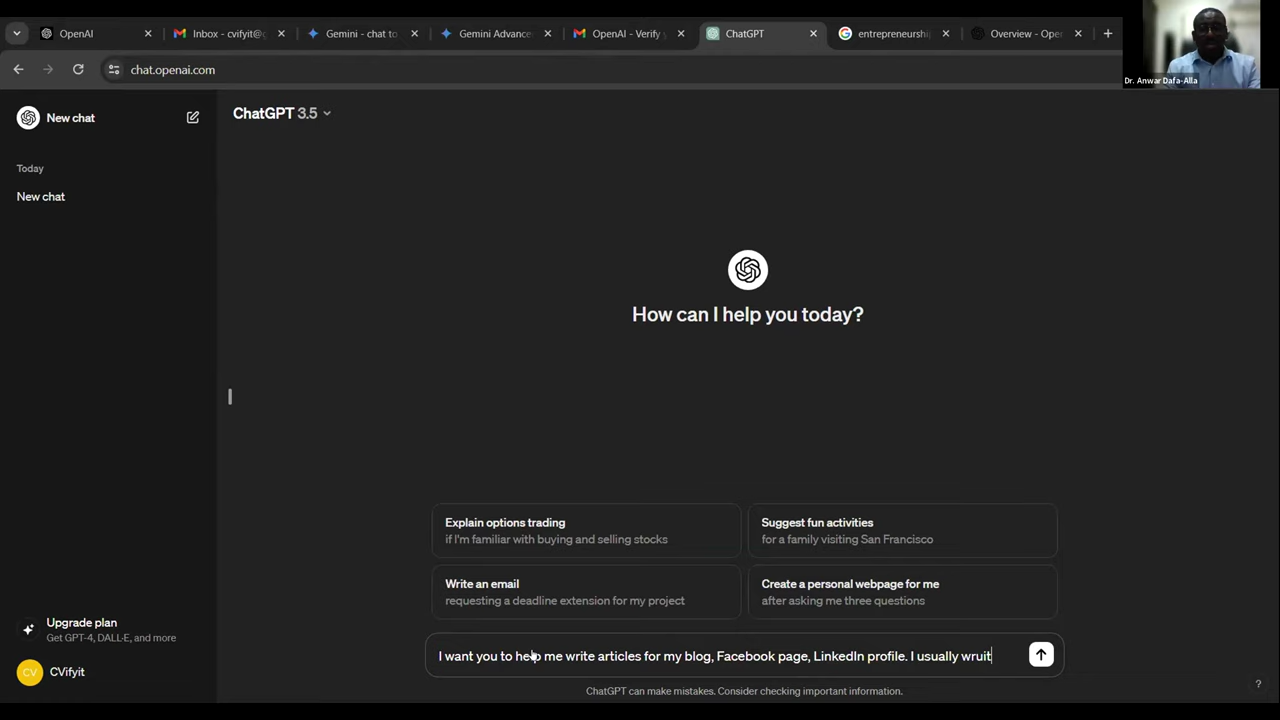 OpenAI
Inbox - cvifyit@g
Gemini - chat to
Gemini Advance
OpenAI - Verify
ChatGPT
entrepreneurshi
Overview - Open
chat.openai.com
Dr. Anwar Dafa-Alla
New chat
ChatGPT 3.5
Today
New chat
How can I help you today?
Explain options trading
if I'm familiar with buying and selling stocks
Suggest fun activities
for a family visiting San Francisco
Write an email
requesting a deadline extension for my project
Create a personal webpage for me
after asking me three questions
Upgrade plan
Get GPT-4, DALL·E, and more
I want you to help me write articles for my blog, Facebook page, LinkedIn profile. I usually wruit
CV
CVifyit
ChatGPT can make mistakes. Consider checking important information.
?